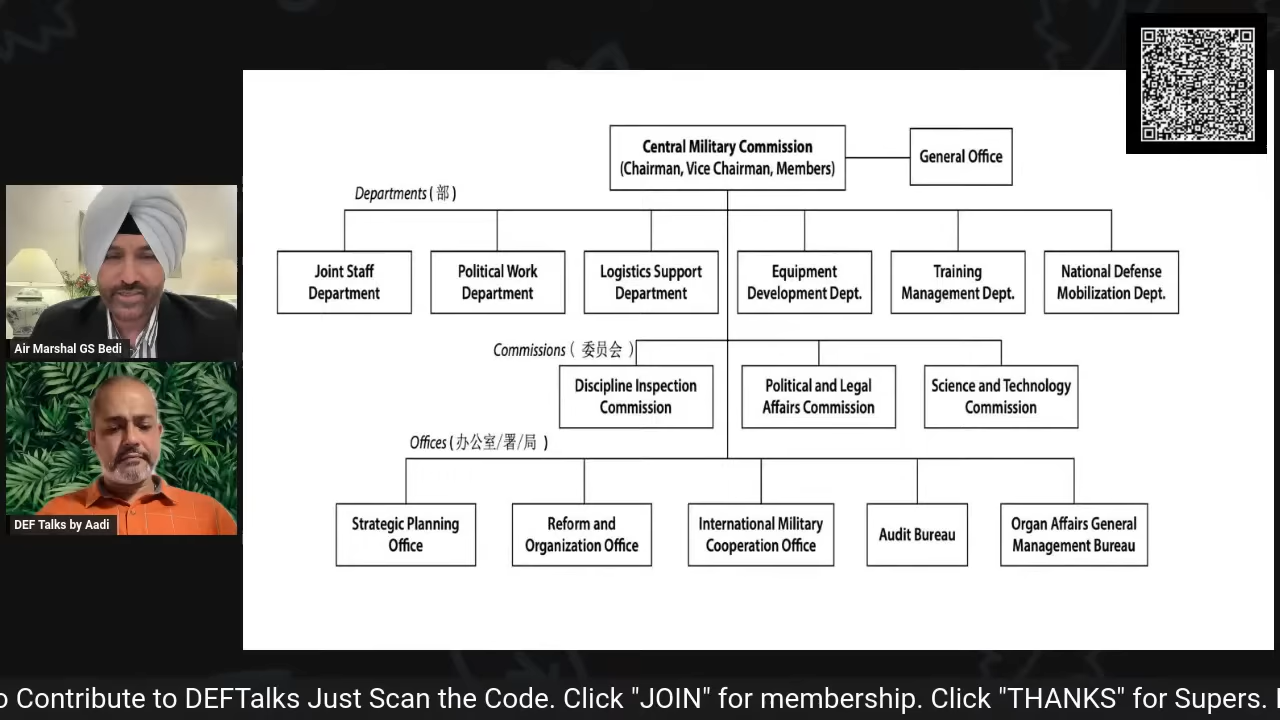 Central Military Commission
(Chairman, Vice Chairman, Members)
General Office
Departments ( 部 )
Joint Staff
Department
Political Work
Department
Logistics Support
Department
Equipment
Development Dept.
Training
Management Dept.
National Defense
Mobilization Dept.
Commissions ( 委员会 )
Discipline Inspection
Commission
Political and Legal
Affairs Commission
Science and Technology
Commission
Offices ( 办公室/署/局 )
Strategic Planning
Office
Reform and
Organization Office
International Military
Cooperation Office
Audit Bureau
Organ Affairs General
Management Bureau
Air Marshal GS Bedi
DEF Talks by Aadi
o Contribute to DEFTalks Just Scan the Code. Click "JOIN" for membership. Click "THANKS" for Supers.